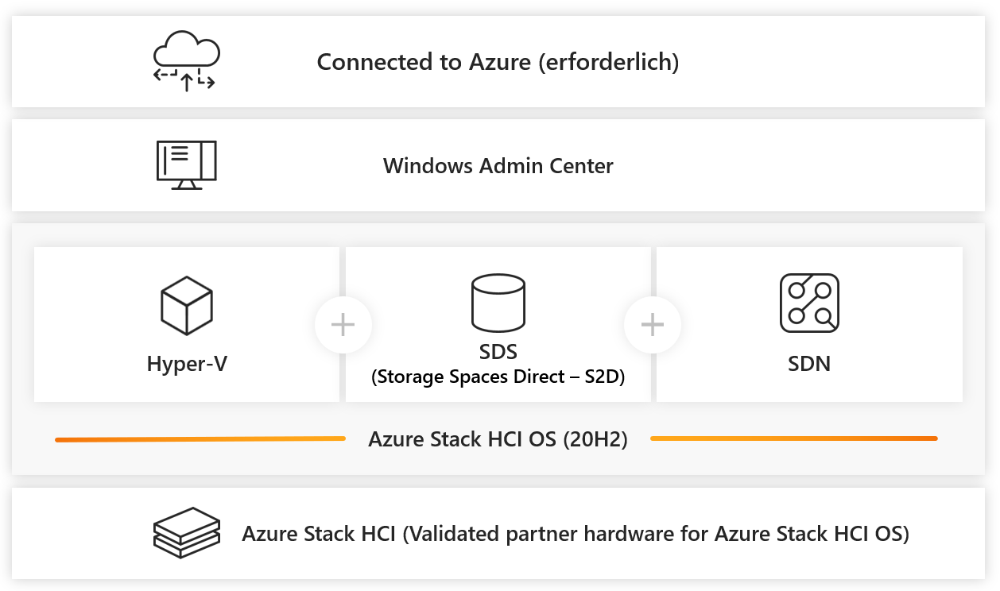 Connected to Azure (erforderlich)
Windows Admin Center
Hyper-V
SDS
(Storage Spaces Direct – S2D)
SDN
Azure Stack HCI OS (20H2)
Azure Stack HCI (Validated partner hardware for Azure Stack HCI OS)